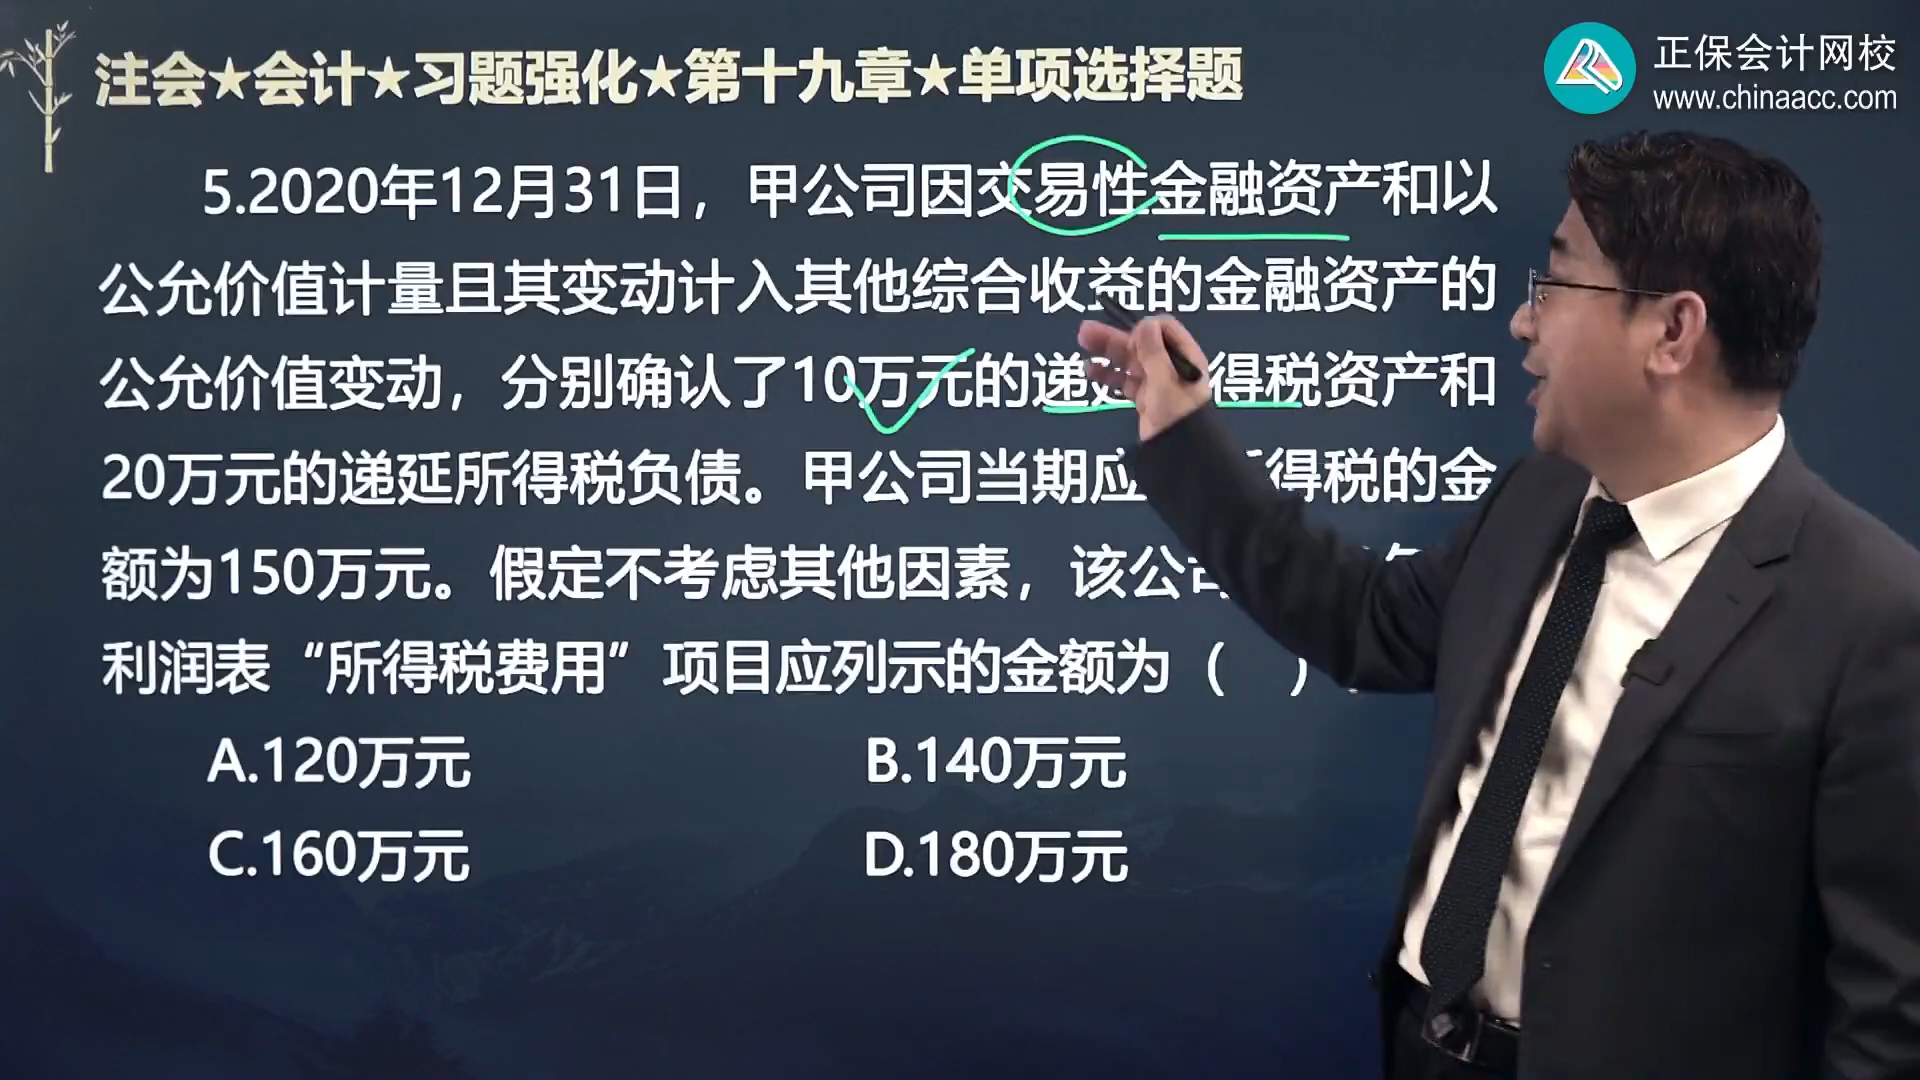 注会★会计★习题强化★第十九章★单项选择题
正保会计网校
www.chinaacc.com
5.2020年12月31日，甲公司因交易性金融资产和以
公允价值计量且其变动计入其他综合收益的金融资产的
公允价值变动，分别确认了10万元的递延得税资产和
20万元的递延所得税负债。甲公司当期应得税的金
额为150万元。假定不考虑其他因素，该公司
利润表“所得税费用”项目应列示的金额为（ ）
A.120万元
B.140万元
C.160万元
D.180万元